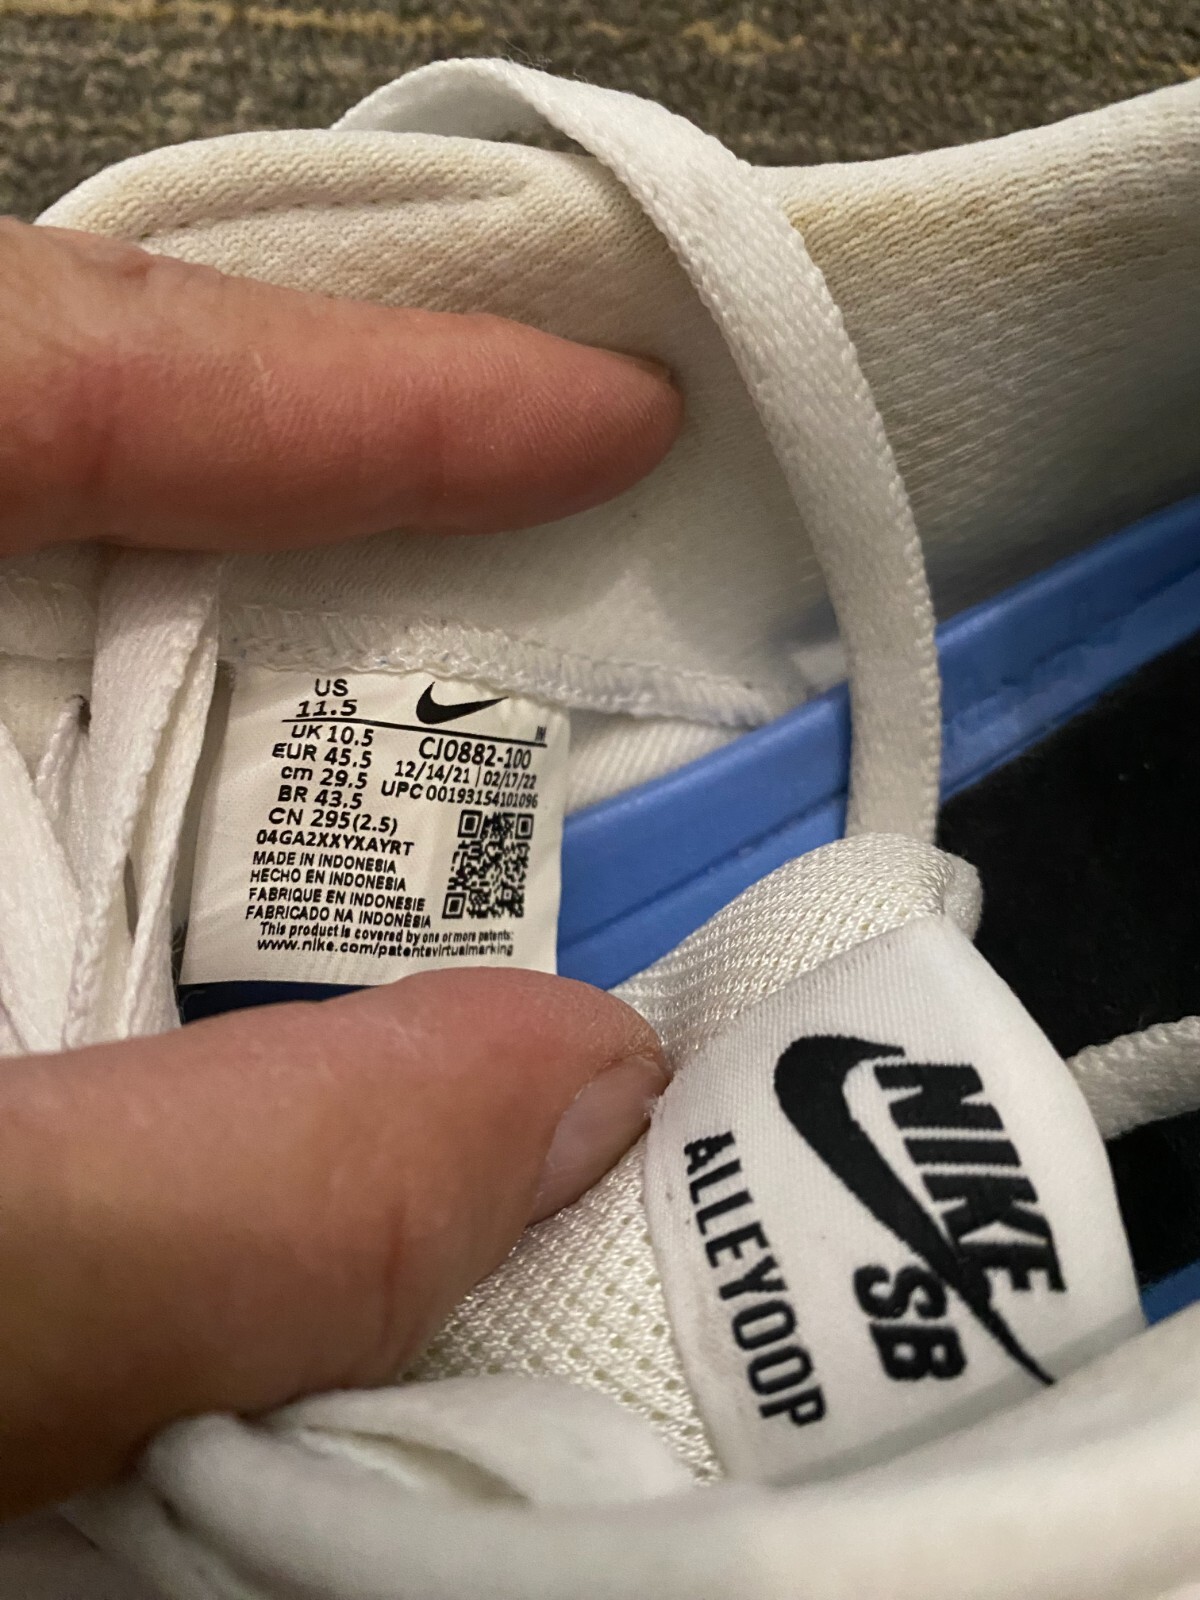 US
11.5
UK 10.5
EUR 45.5
cm 29.5
BR 43.5
CN 295(2.5)
CJ0882-100
12/14/21 | 02/17/22
UPC 00193154101096
04GA2XXYXAYRT
MADE IN INDONESIA
HECHO EN INDONESIA
FABRIQUE EN INDONESIE
FABRICADO NA INDONÉSIA
This product is covered by one or more patents:
www.nike.com/patentsvirtualmarking
NIKE
SB
ALLEYOOP